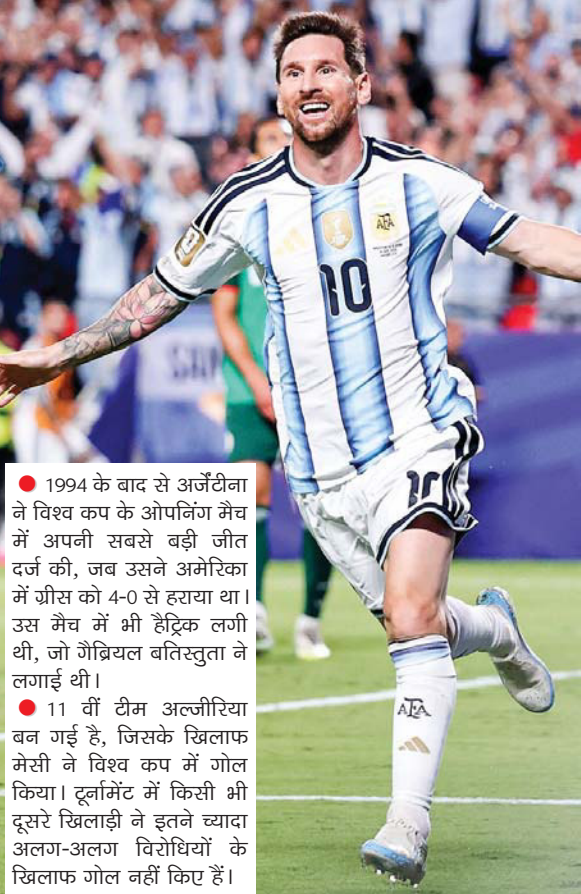 10
AFA
10
AFA
● 1994 के बाद से अर्जेंटीना
ने विश्व कप के ओपनिंग मैच
में अपनी सबसे बड़ी जीत
दर्ज की, जब उसने अमेरिका
में ग्रीस को 4-0 से हराया था।
उस मैच में भी हैट्रिक लगी
थी, जो गैब्रियल बतिस्तुता ने
लगाई थी।
● 11 वीं टीम अल्जीरिया
बन गई है, जिसके खिलाफ
मेसी ने विश्व कप में गोल
किया। टूर्नामेंट में किसी भी
दूसरे खिलाड़ी ने इतने च्यादा
अलग-अलग विरोधियों के
खिलाफ गोल नहीं किए हैं।